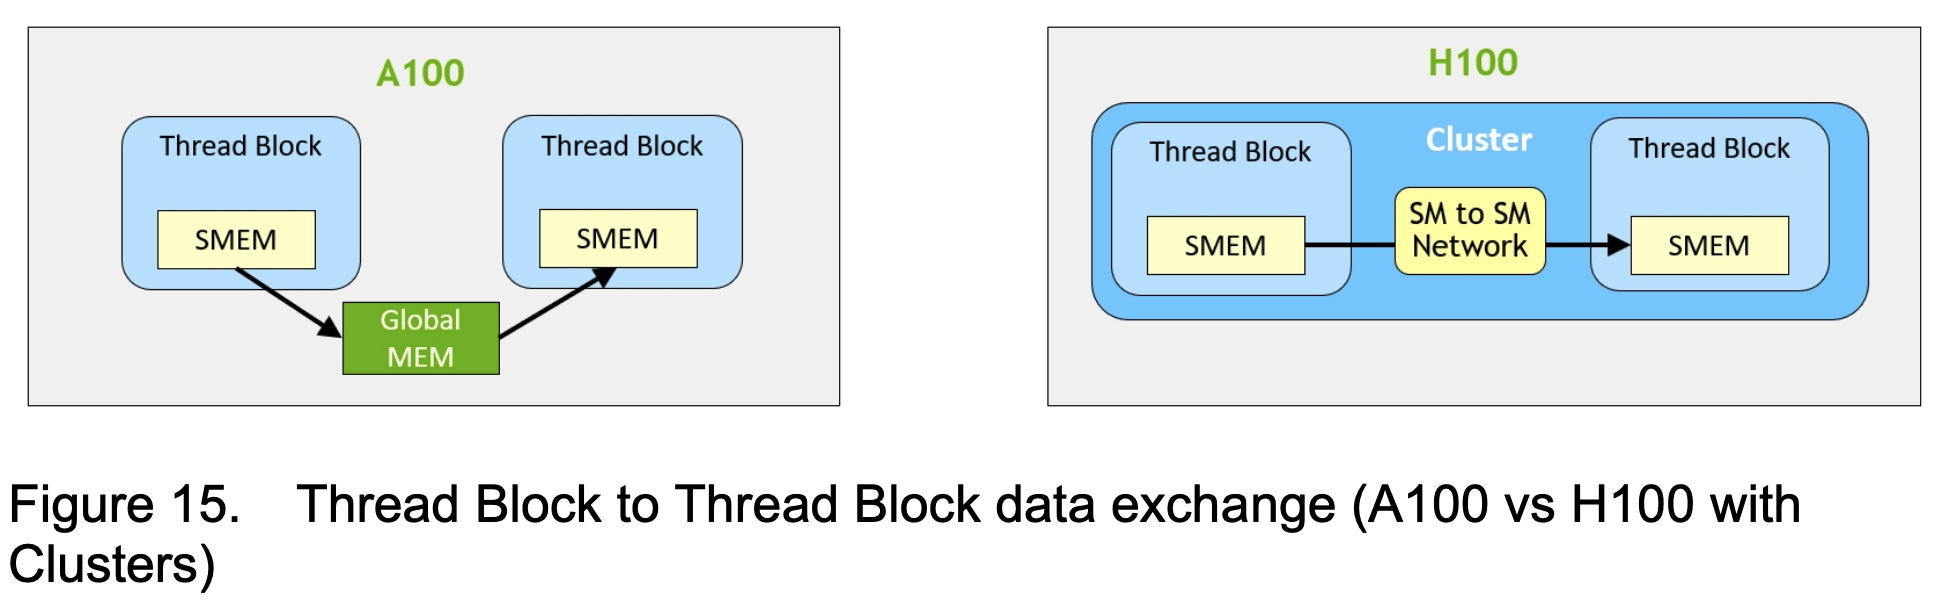 A100
Thread Block
SMEM
Thread Block
SMEM
Global
MEM
H100
Cluster
Thread Block
SMEM
SM to SM
Network
Thread Block
SMEM
Figure 15. Thread Block to Thread Block data exchange (A100 vs H100 with
Clusters)